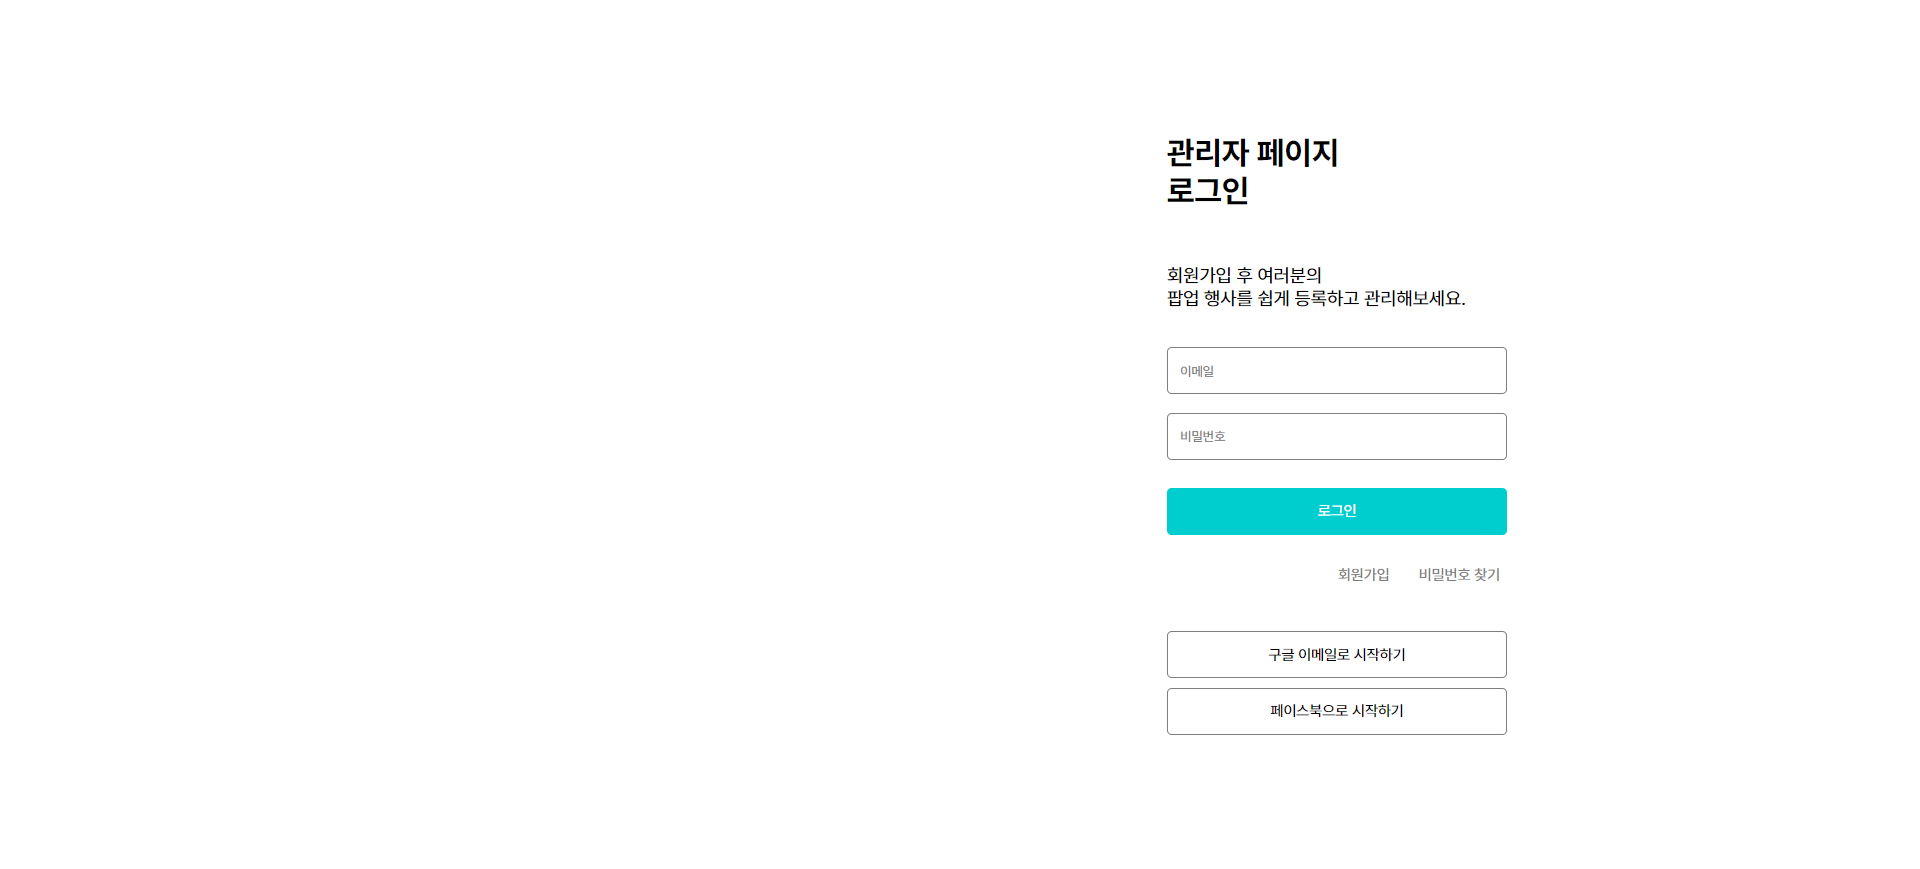 관리자 페이지
로그인
회원가입 후 여러분의
팝업 행사를 쉽게 등록하고 관리해보세요.
이메일
비밀번호
로그인
회원가입 비밀번호 찾기
구글 이메일로 시작하기
페이스북으로 시작하기